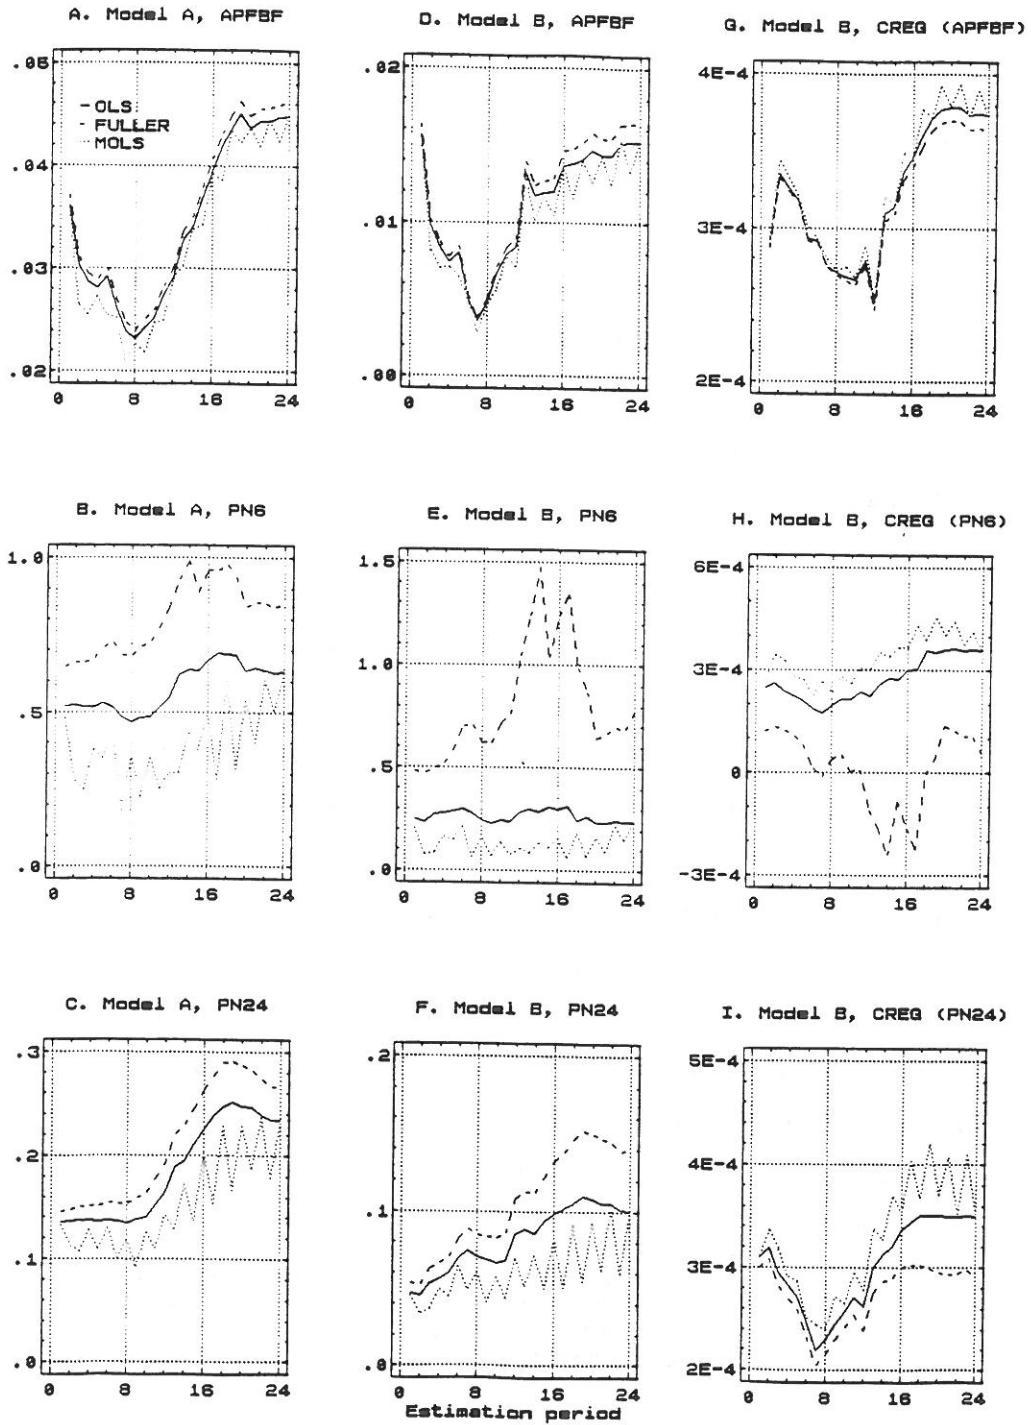 A. Model A, APFBF
.05
.04
.03
.02
— OLS
- FULLER
MOLS
0 8 16 24
D. Model B, APFBF
.02
.01
.00
0 8 16 24
G. Model B, CREG (APFBF)
4E-4
3E-4
2E-4
0 8 16 24
B. Model A, PN6
1.0
.5
.0
0 8 16 24
E. Model B, PN6
1.5
1.0
.5
.0
0 8 16 24
H. Model B, CREG (PN6)
6E-4
3E-4
0
-3E-4
0 8 16 24
C. Model A, PN24
.3
.2
.1
.0
0 8 16 24
F. Model B, PN24
.2
.1
.0
0 8 16 24
Estimation period
I. Model B, CREG (PN24)
5E-4
4E-4
3E-4
2E-4
0 8 16 24